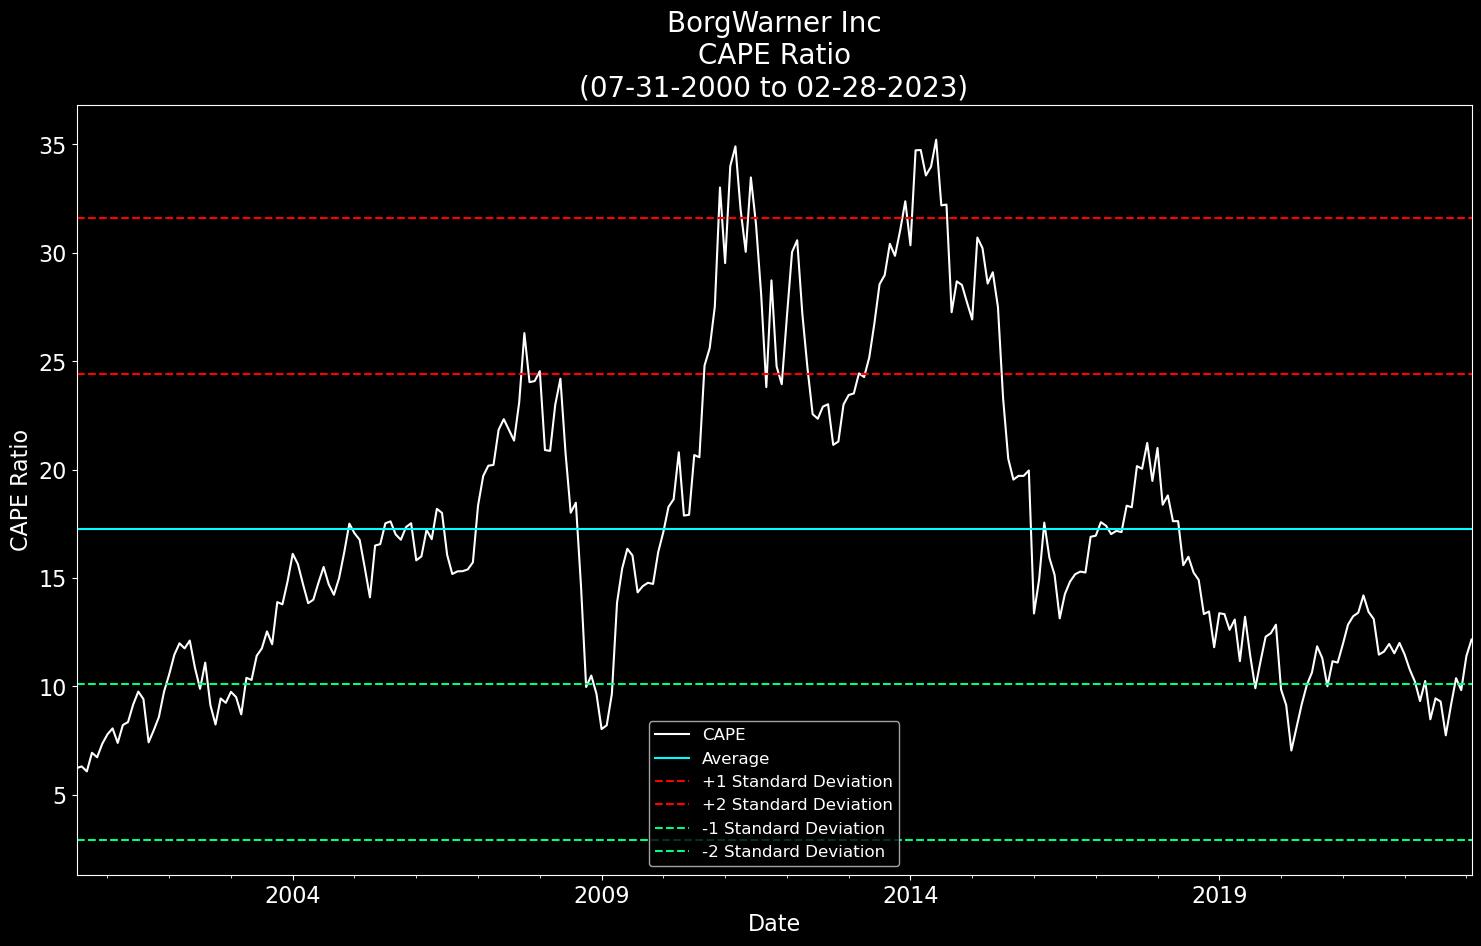 BorgWarner Inc
CAPE Ratio
(07-31-2000 to 02-28-2023)
CAPE Ratio
35
30
25
20
15
10
5
CAPE
Average
+1 Standard Deviation
+2 Standard Deviation
-1 Standard Deviation
-2 Standard Deviation
2004
2009
2014
2019
Date